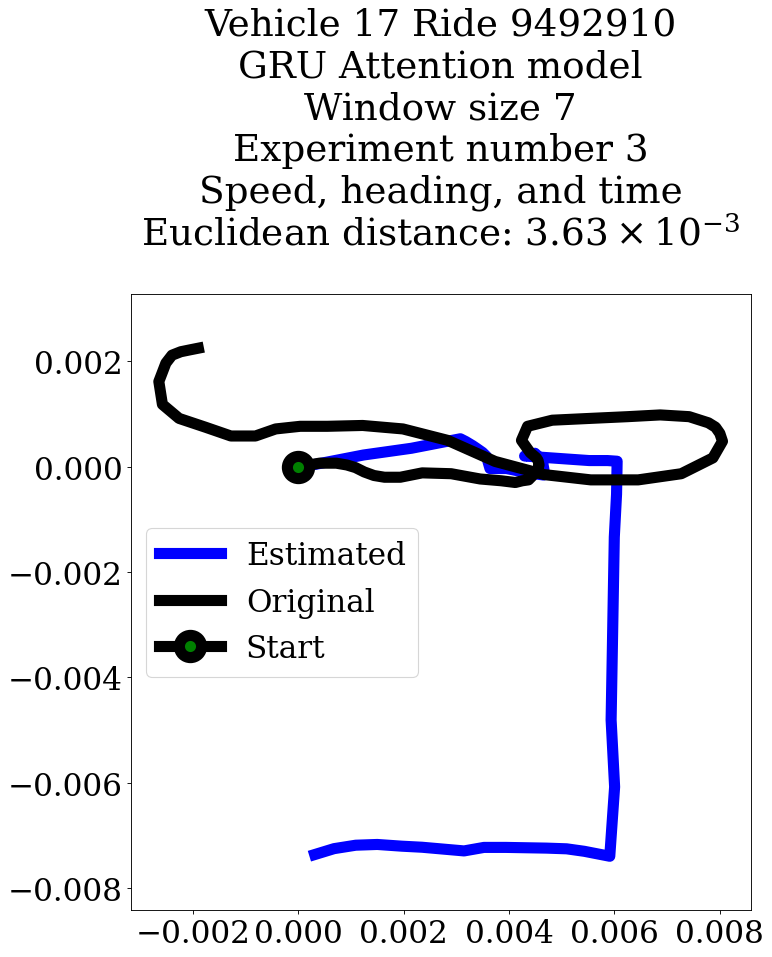 Vehicle 17 Ride 9492910
GRU Attention model
Window size 7
Experiment number 3
Speed, heading, and time
Euclidean distance: 3.63 × 10⁻³
0.002
0.000
−0.002
−0.004
−0.006
−0.008
Estimated
Original
Start
−0.002 0.000 0.002 0.004 0.006 0.008